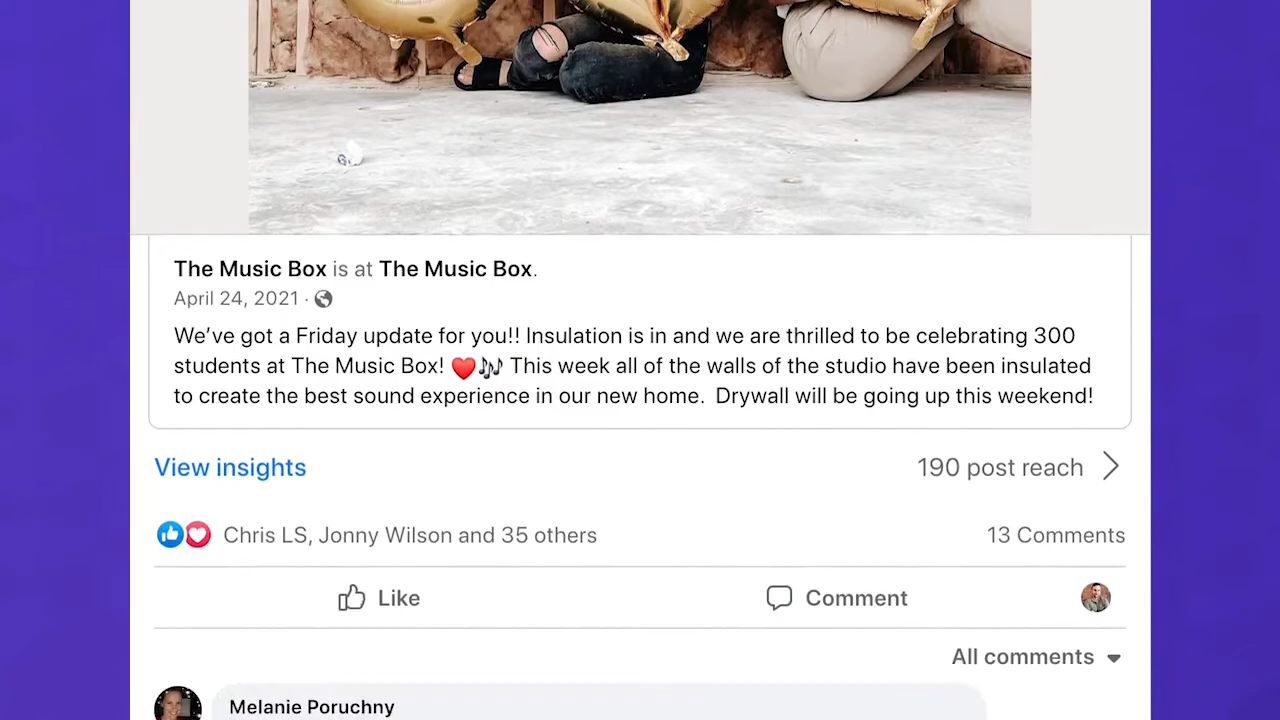 The Music Box is at The Music Box.
April 24, 2021 ·
We’ve got a Friday update for you!! Insulation is in and we are thrilled to be celebrating 300
students at The Music Box! ❤️🎶 This week all of the walls of the studio have been insulated
to create the best sound experience in our new home.  Drywall will be going up this weekend!
View insights
190 post reach
Chris LS, Jonny Wilson and 35 others
13 Comments
Like
Comment
All comments
Melanie Poruchny